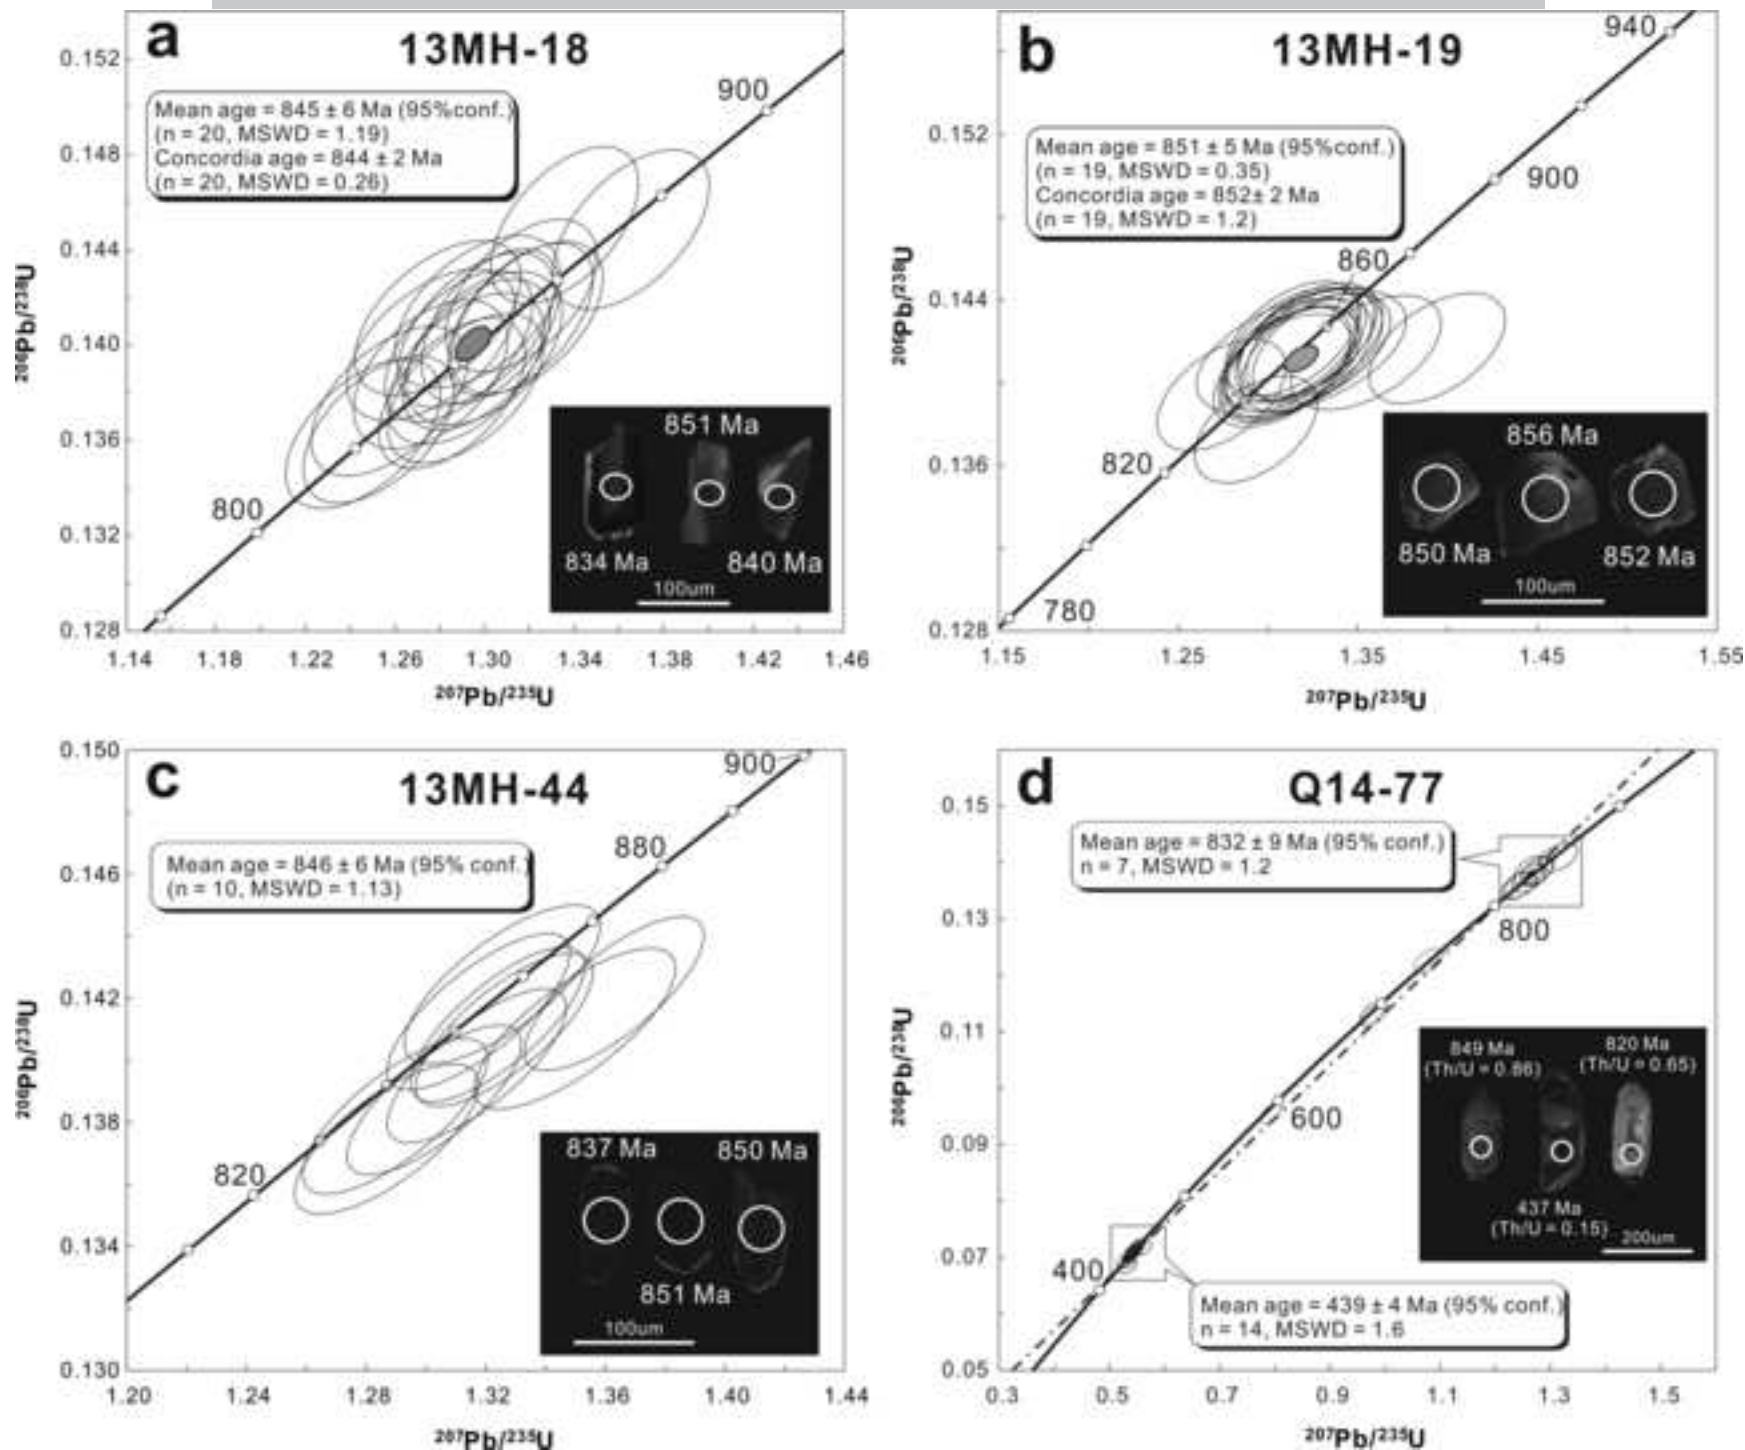 a
13MH-18
Mean age = 845 ± 6 Ma (95%conf.)
(n = 20, MSWD = 1.19)
Concordia age = 844 ± 2 Ma
(n = 20, MSWD = 0.26)
900
800
0.152
0.148
0.144
0.140
0.136
0.132
0.128
²⁰⁶Pb/²³⁸U
851 Ma
834 Ma
840 Ma
100um
1.14 1.18 1.22 1.26 1.30 1.34 1.38 1.42 1.46
²⁰⁷Pb/²³⁵U
b
13MH-19
Mean age = 851 ± 5 Ma (95%conf.)
(n = 19, MSWD = 0.35)
Concordia age = 852± 2 Ma
(n = 19, MSWD = 1.2)
940
900
860
820
780
0.152
0.144
0.136
0.128
²⁰⁶Pb/²³⁸U
856 Ma
850 Ma
852 Ma
100um
1.15 1.25 1.35 1.45 1.55
²⁰⁷Pb/²³⁵U
c
13MH-44
Mean age = 846 ± 6 Ma (95% conf.)
(n = 10, MSWD = 1.13)
900
880
820
0.150
0.146
0.142
0.138
0.134
0.130
²⁰⁶Pb/²³⁸U
837 Ma
850 Ma
851 Ma
100um
1.20 1.24 1.28 1.32 1.36 1.40 1.44
²⁰⁷Pb/²³⁵U
d
Q14-77
Mean age = 832 ± 9 Ma (95% conf.)
n = 7, MSWD = 1.2
800
600
400
0.15
0.13
0.11
0.09
0.07
0.05
²⁰⁶Pb/²³⁸U
849 Ma
(Th/U = 0.86)
820 Ma
(Th/U = 0.65)
437 Ma
(Th/U = 0.15)
200um
Mean age = 439 ± 4 Ma (95% conf.)
n = 14, MSWD = 1.6
0.3 0.5 0.7 0.9 1.1 1.3 1.5
²⁰⁷Pb/²³⁵U